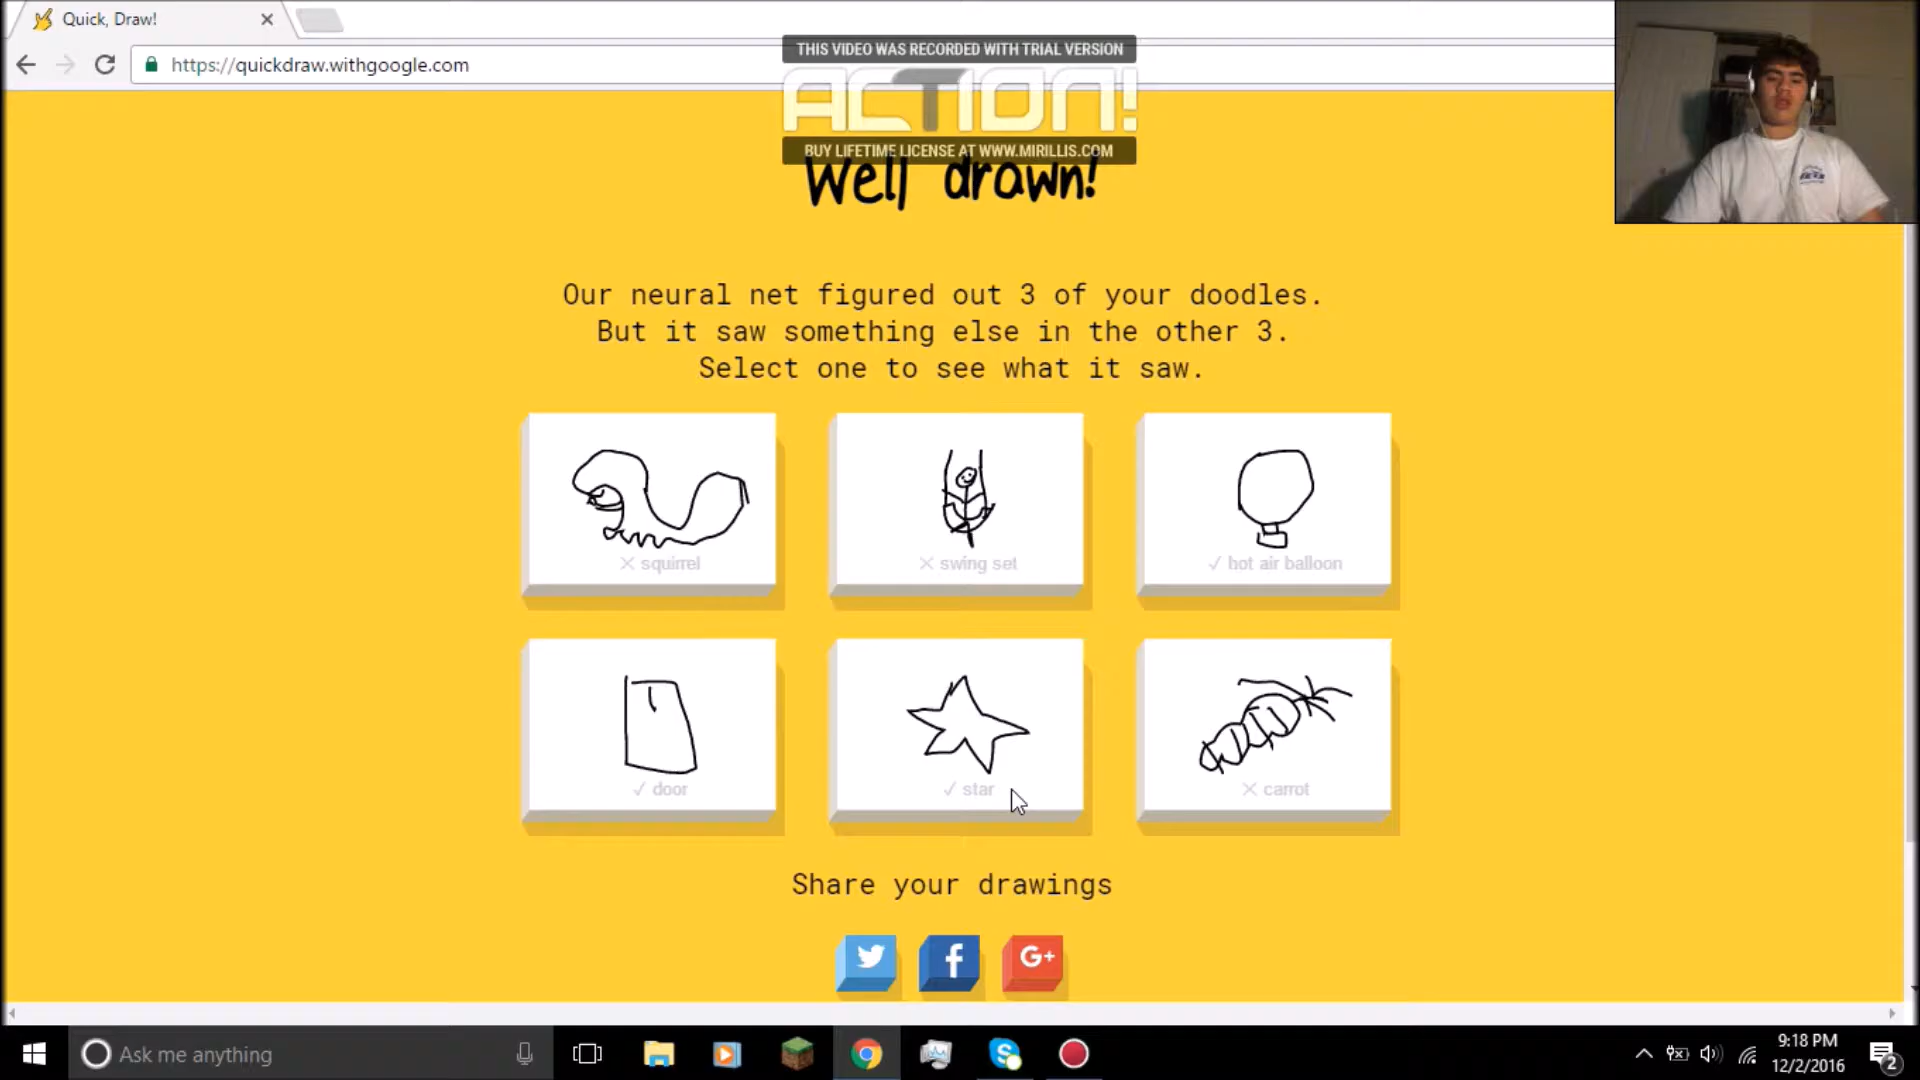 Quick, Draw!
https://quickdraw.withgoogle.com
THIS VIDEO WAS RECORDED WITH TRIAL VERSION
ACTION!
BUY LIFETIME LICENSE AT WWW.MIRILLIS.COM
Well drawn!
Our neural net figured out 3 of your doodles.
But it saw something else in the other 3.
Select one to see what it saw.
squirrel
swing set
hot air balloon
door
star
carrot
Share your drawings
G+
Ask me anything
9:18 PM
12/2/2016
2